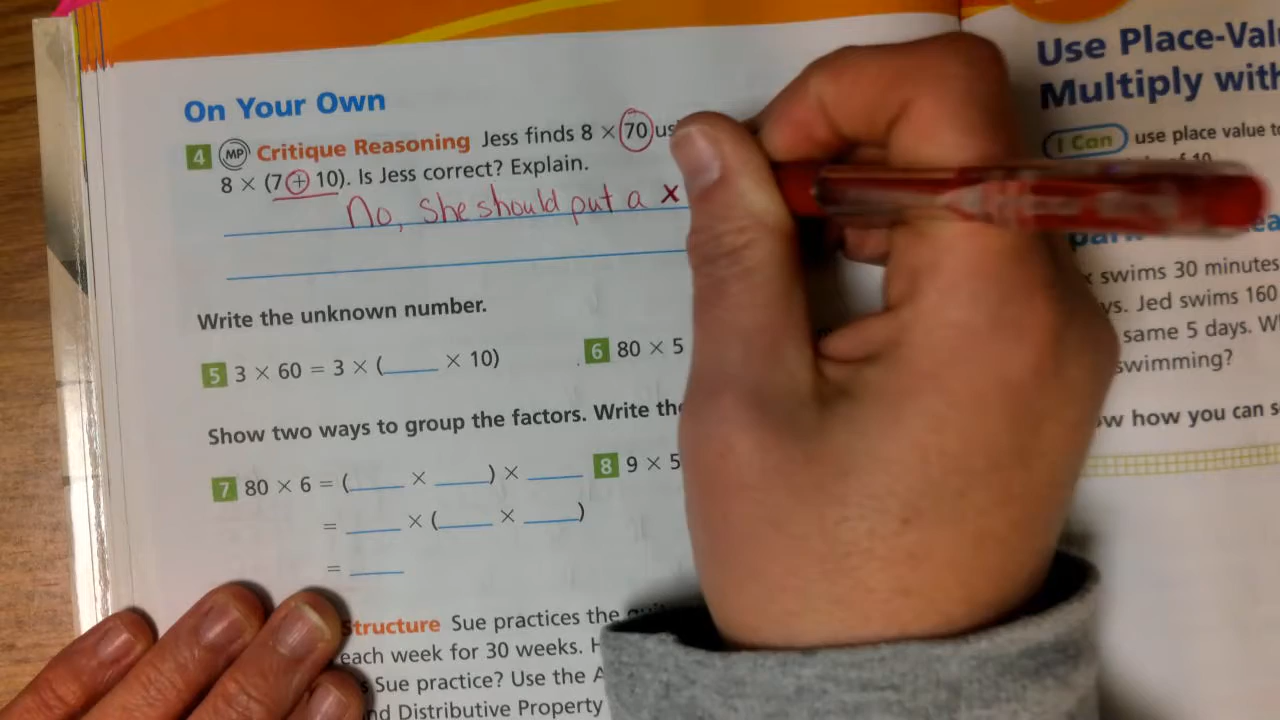 On Your Own
4 MP Critique Reasoning Jess finds 8 × 70
8 × (7 + 10). Is Jess correct? Explain.
No, She should put a ×
Write the unknown number.
5 3 × 60 = 3 × (____ × 10)
6 80 × 5
Show two ways to group the factors. Write the
7 80 × 6 = (____ × ____) × ____
= ____ × (____ × ____)
= ____
8 9 × 5
Structure Sue practices the
each week for 30 weeks.
Sue practice? Use the
and Distributive Property
Use Place-Val
Multiply with
I Can use place value to
of 10.
swims 30 minutes
Jed swims 160
same 5 days.
swimming?
how you can